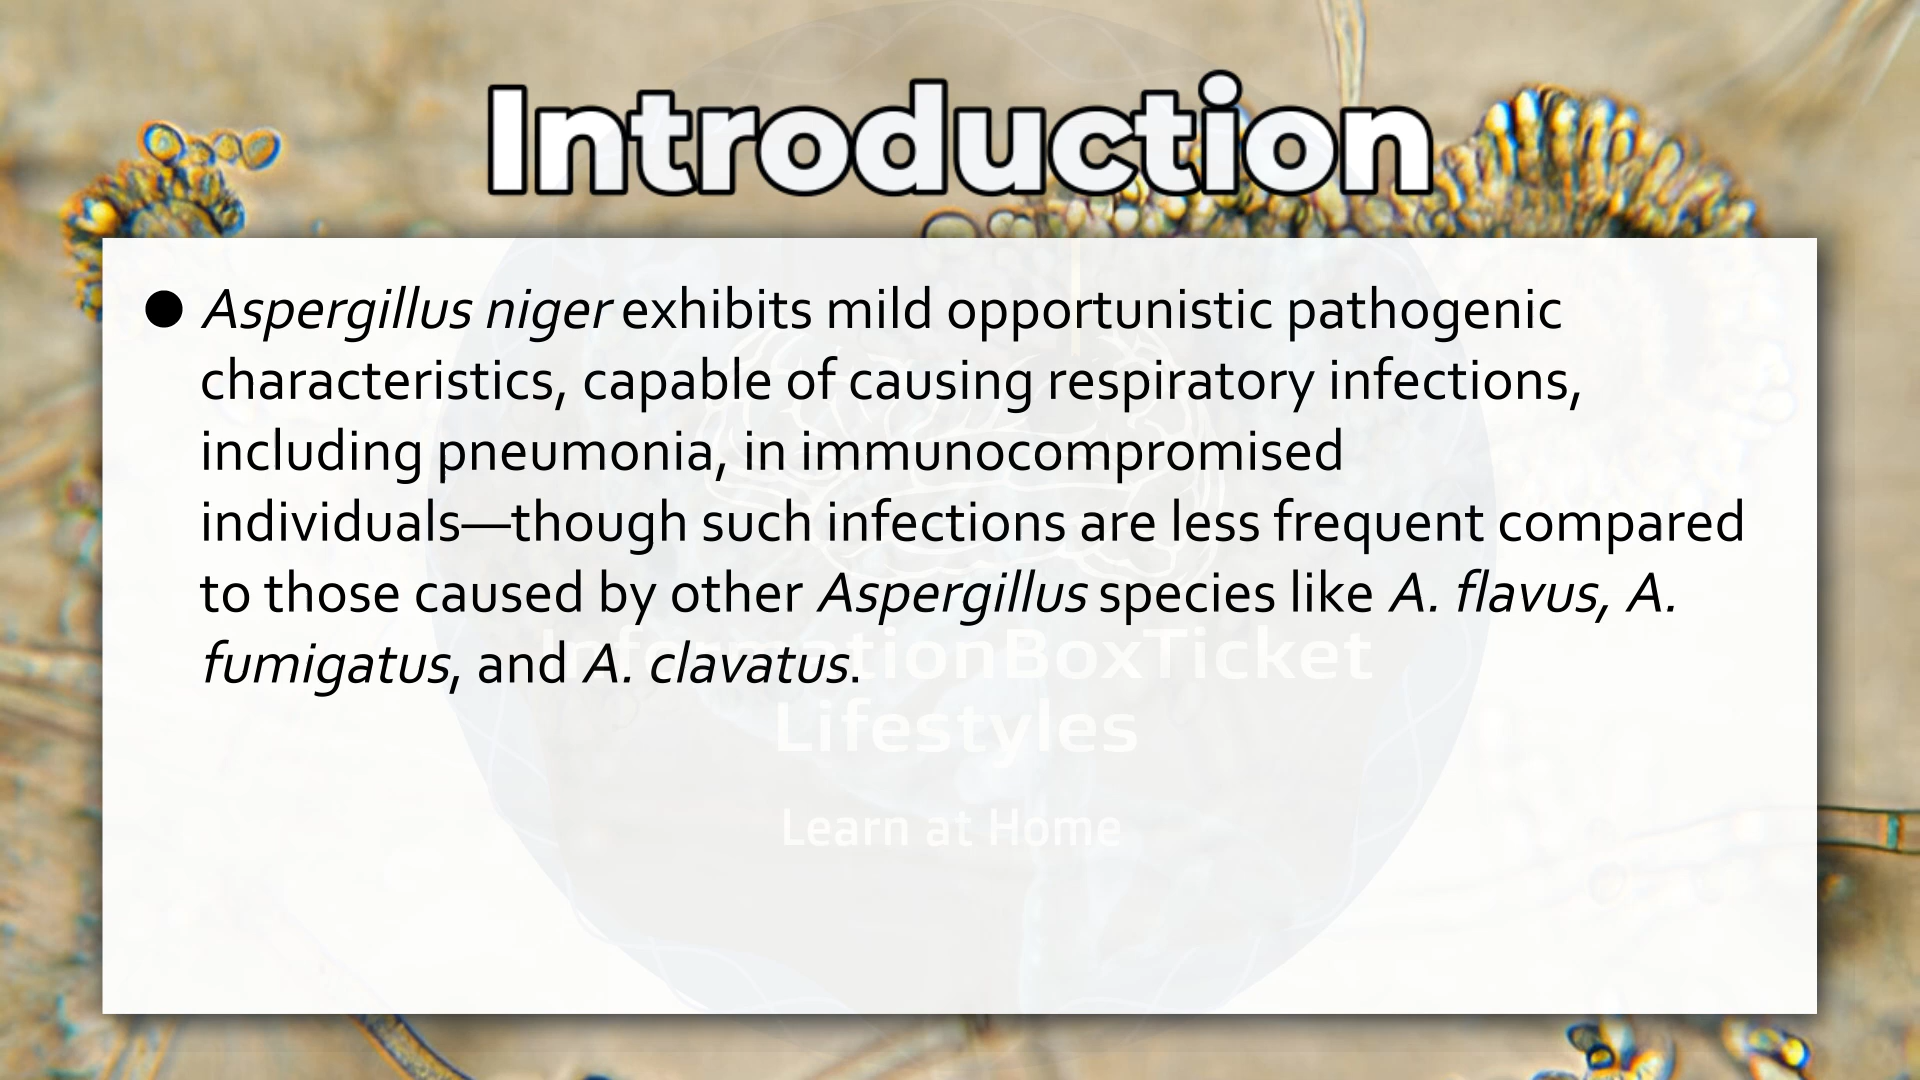 Introduction
● Aspergillus niger exhibits mild opportunistic pathogenic
characteristics, capable of causing respiratory infections,
including pneumonia, in immunocompromised
individuals—though such infections are less frequent compared
to those caused by other Aspergillus species like A. flavus, A.
fumigatus, and A. clavatus.
InformationBoxTicket
Lifestyles
Learn at Home